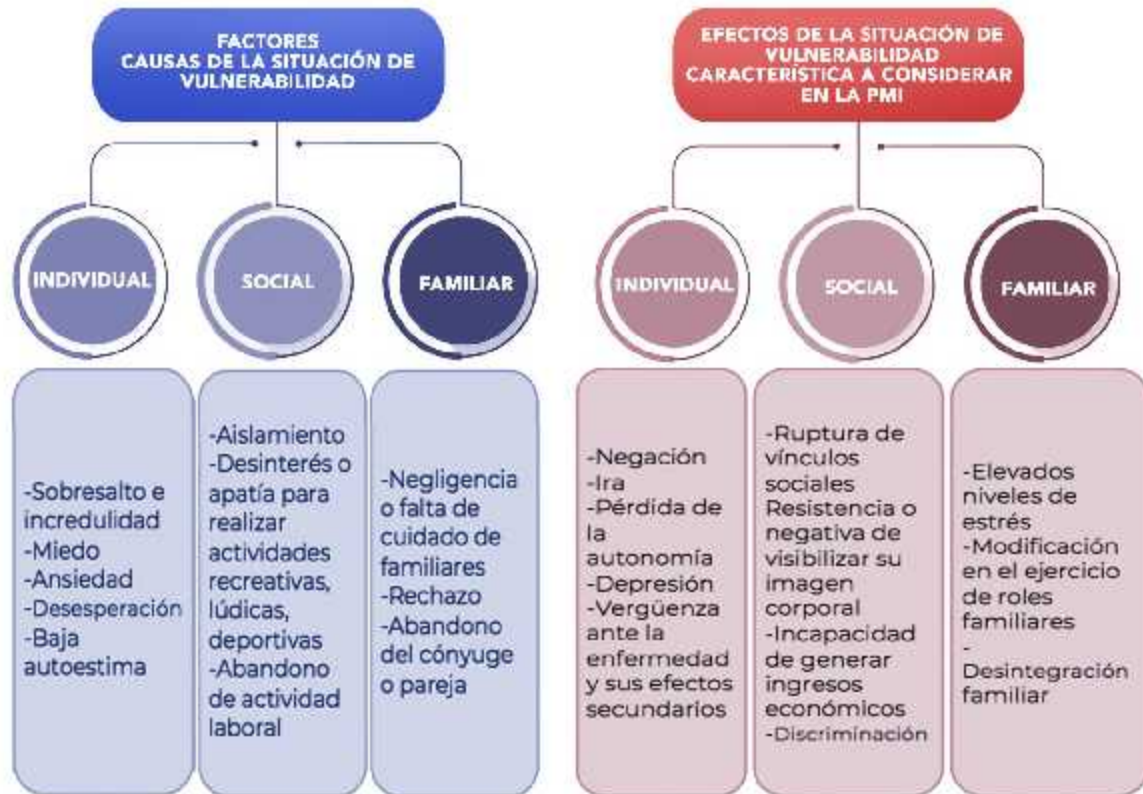 FACTORES
CAUSAS DE LA SITUACIÓN DE
VULNERABILIDAD
INDIVIDUAL
SOCIAL
FAMILIAR
-Sobresalto e
incredulidad
-Miedo
-Ansiedad
-Desesperación
-Baja
autoestima
-Aislamiento
-Desinterés o
apatía para
realizar
actividades
recreativas,
lúdicas,
deportivas
-Abandono
de actividad
laboral
-Negligencia
o falta de
cuidado de
familiares
-Rechazo
-Abandono
del cónyuge
o pareja
EFECTOS DE LA SITUACIÓN DE
VULNERABILIDAD
CARACTERÍSTICA A CONSIDERAR
EN LA PMI
INDIVIDUAL
SOCIAL
FAMILIAR
-Negación
-Ira
-Pérdida de
la
autonomía
-Depresión
-Vergüenza
ante la
enfermedad
y sus efectos
secundarios
-Ruptura de
vínculos
sociales
Resistencia o
negativa de
visibilizar su
imagen
corporal
-Incapacidad
de generar
ingresos
económicos
-Discriminación
-Elevados
niveles de
estrés
-Modificación
en el ejercicio
de roles
familiares
-
Desintegración
familiar